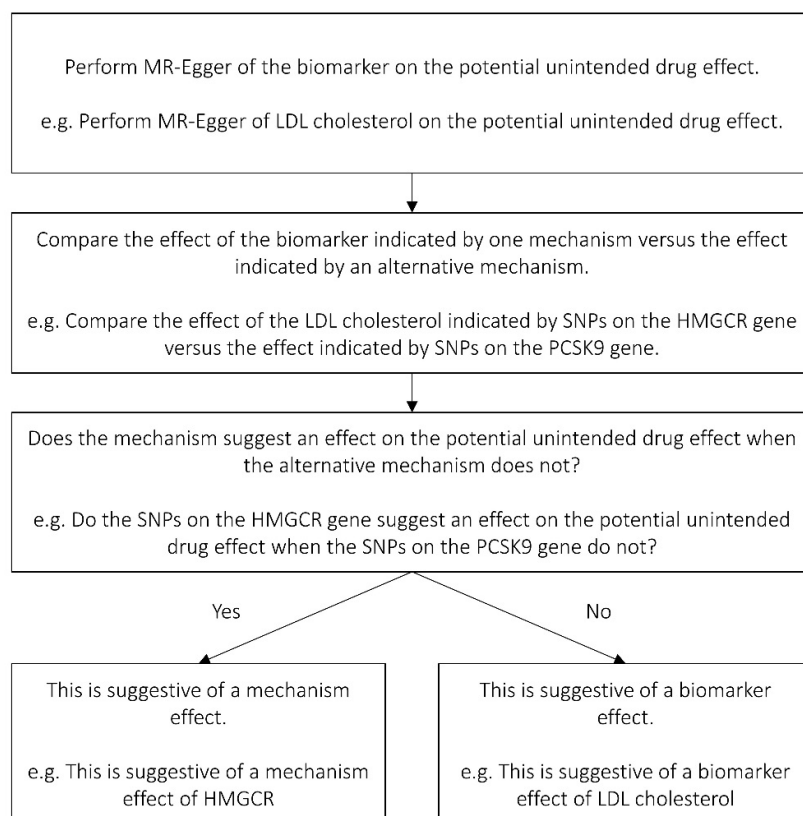 Perform MR-Egger of the biomarker on the potential unintended drug effect.
e.g. Perform MR-Egger of LDL cholesterol on the potential unintended drug effect.
Compare the effect of the biomarker indicated by one mechanism versus the effect
indicated by an alternative mechanism.
e.g. Compare the effect of the LDL cholesterol indicated by SNPs on the HMGCR gene
versus the effect indicated by SNPs on the PCSK9 gene.
Does the mechanism suggest an effect on the potential unintended drug effect when
the alternative mechanism does not?
e.g. Do the SNPs on the HMGCR gene suggest an effect on the potential unintended
drug effect when the SNPs on the PCSK9 gene do not?
Yes
No
This is suggestive of a mechanism
effect.
e.g. This is suggestive of a mechanism
effect of HMGCR
This is suggestive of a biomarker
effect.
e.g. This is suggestive of a biomarker
effect of LDL cholesterol